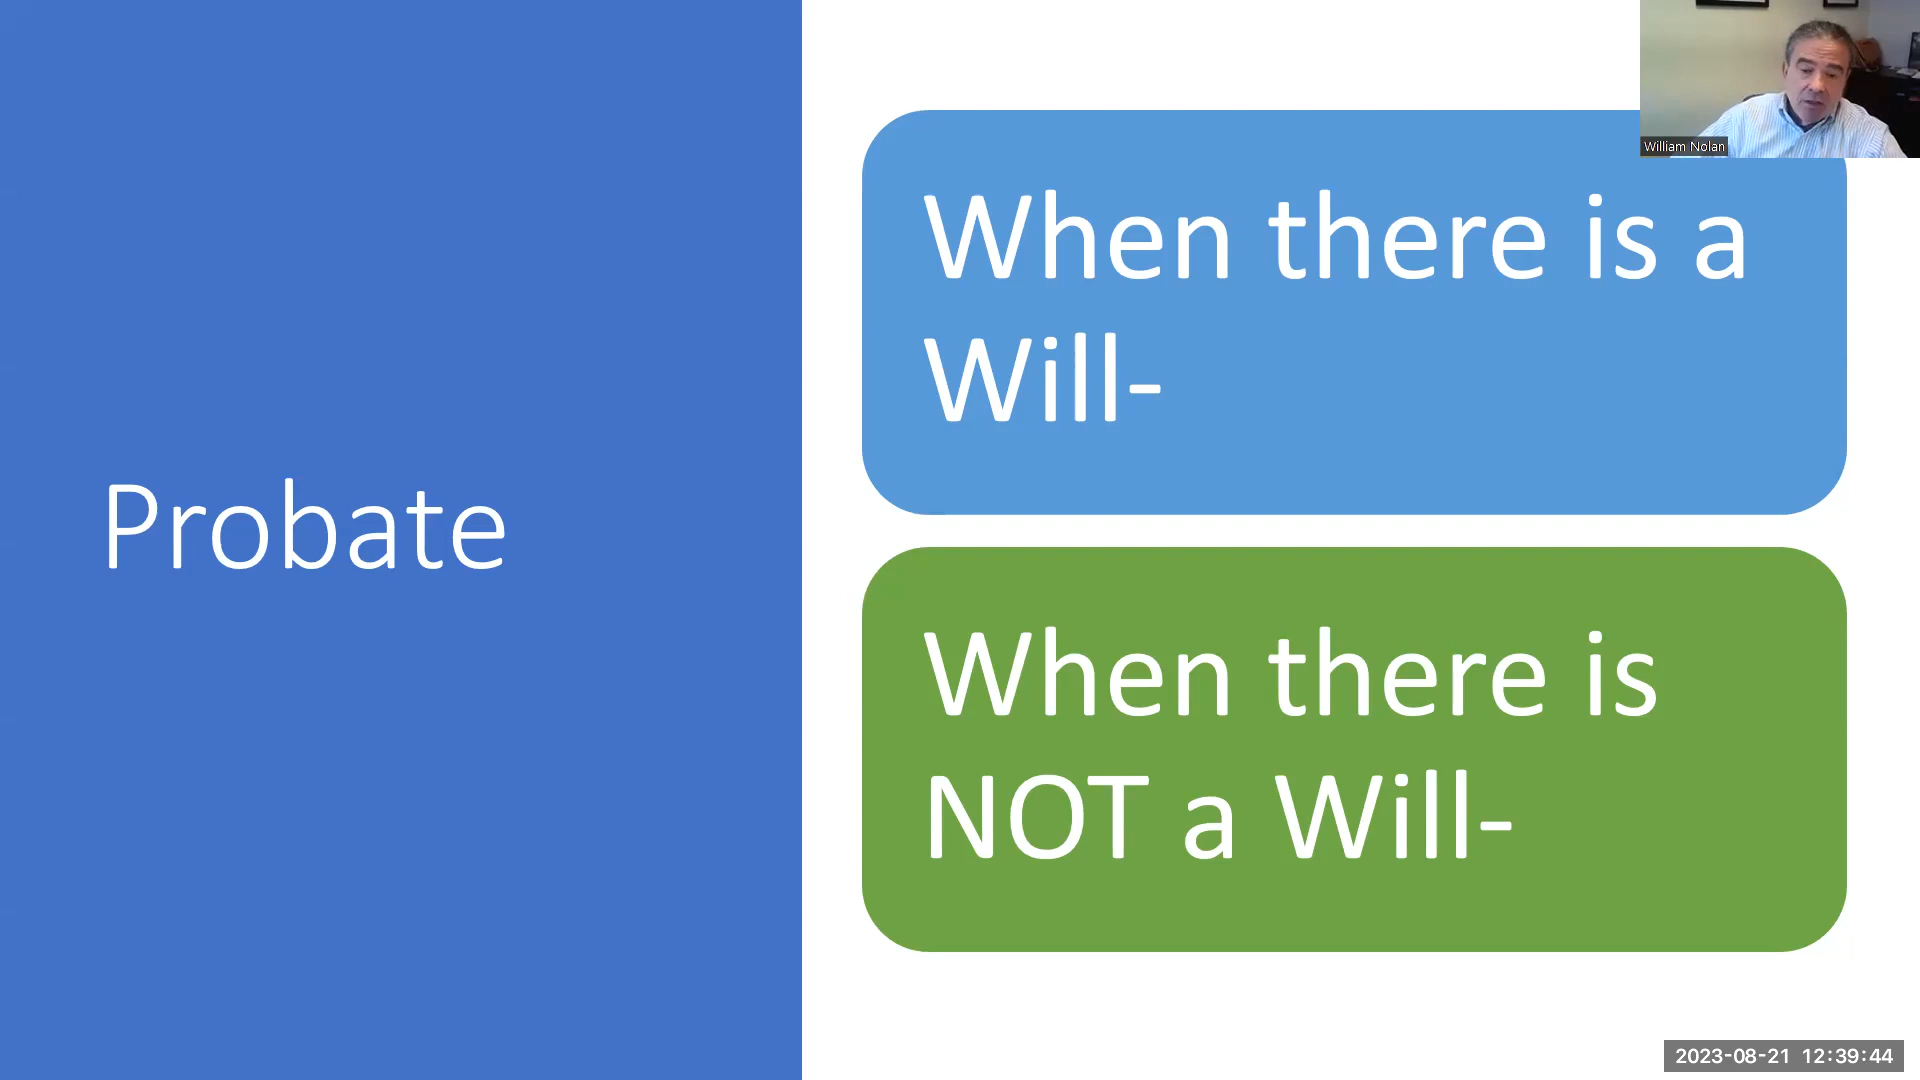 Probate
When there is a
Will-
When there is
NOT a Will-
William Nolan
2023-08-21 12:39:44